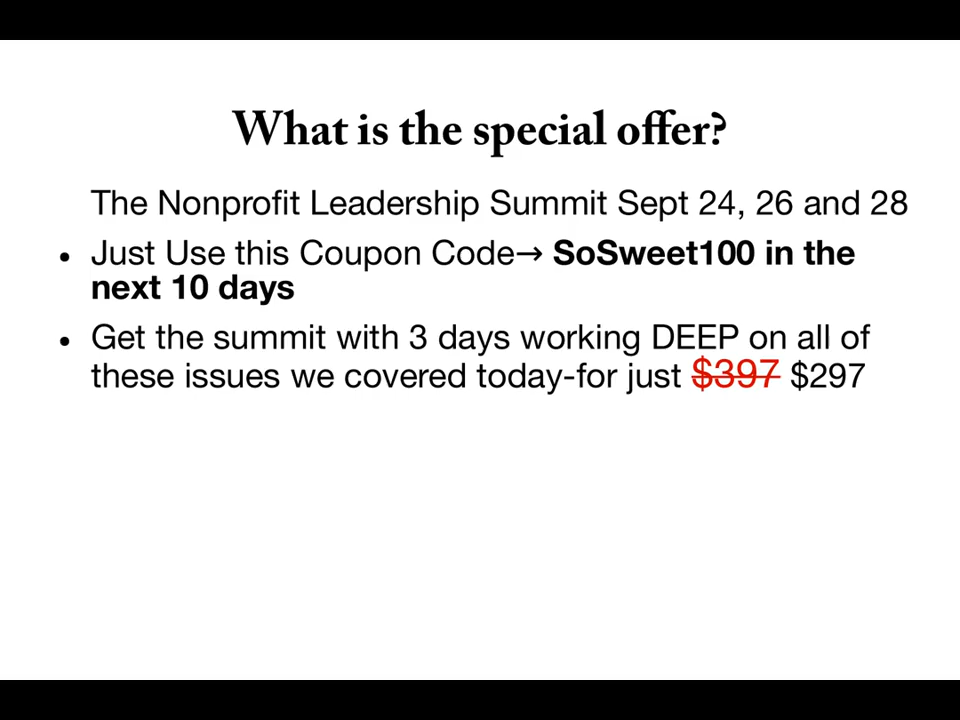 What is the special offer?
The Nonprofit Leadership Summit Sept 24, 26 and 28
• Just Use this Coupon Code→ SoSweet100 in the
next 10 days
• Get the summit with 3 days working DEEP on all of
these issues we covered today-for just $397 $297